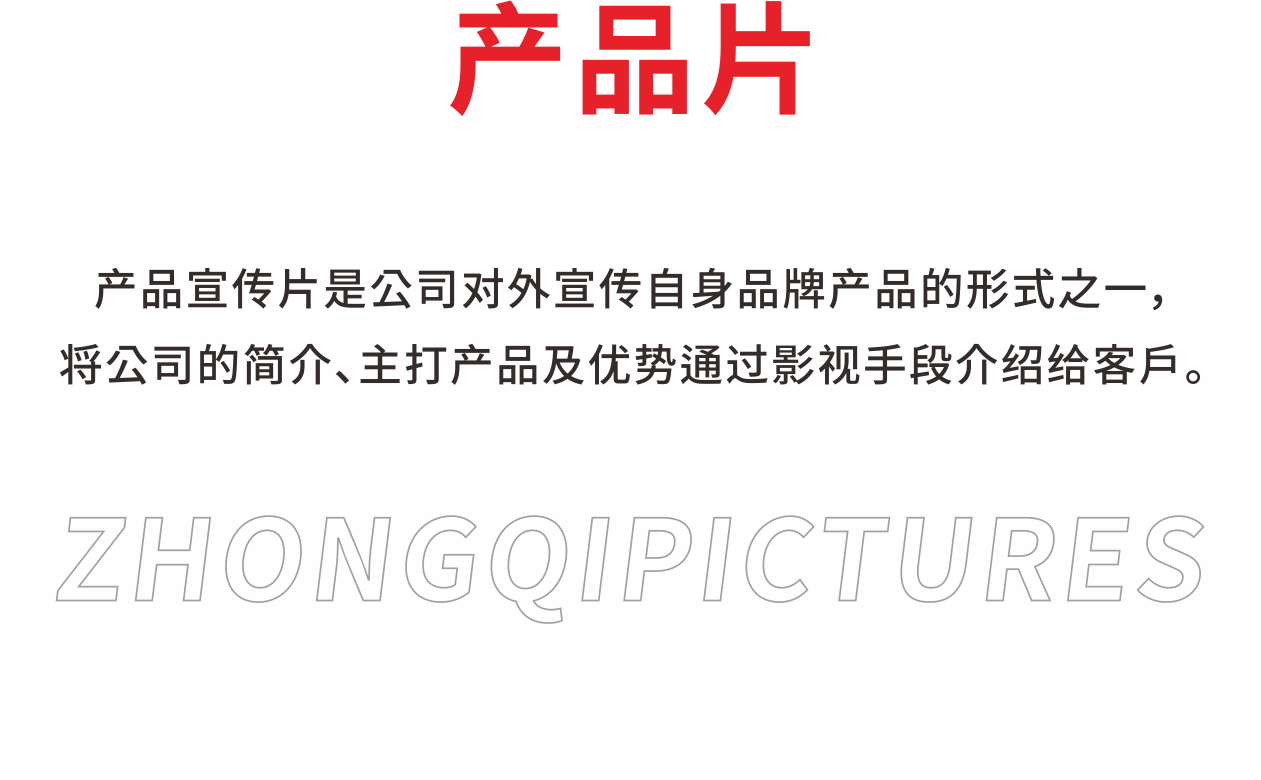 产品片
产品宣传片是公司对外宣传自身品牌产品的形式之一，
将公司的简介、主打产品及优势通过影视手段介绍给客戶。
ZHONGQIPICTURES